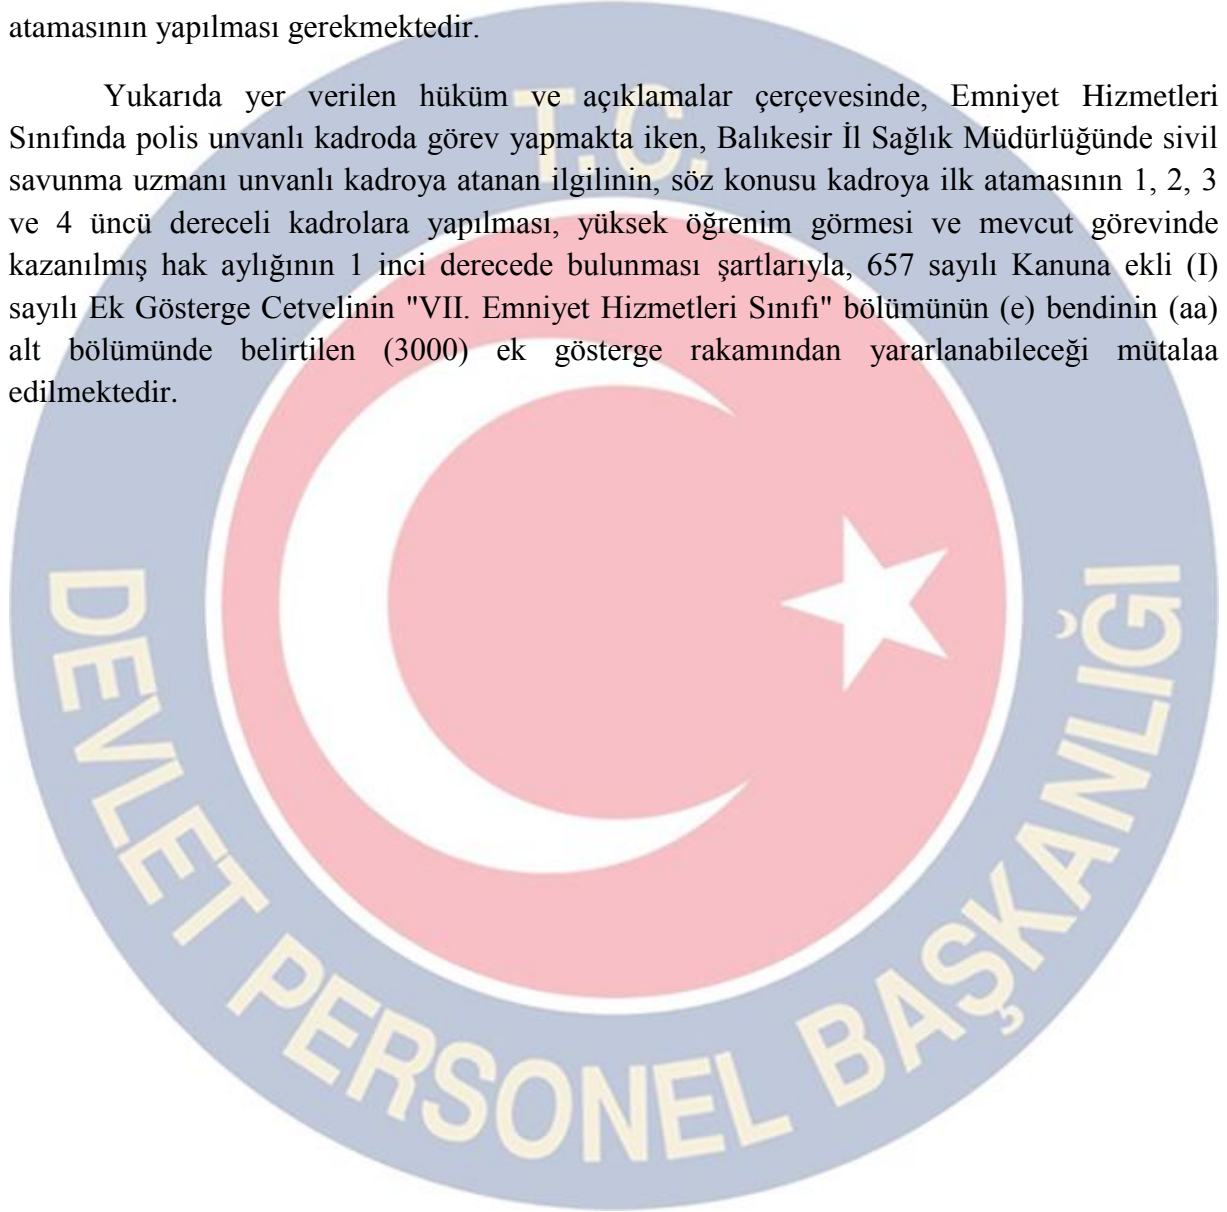 atamasının yapılması gerekmektedir.
Yukarıda yer verilen hüküm ve açıklamalar çerçevesinde, Emniyet Hizmetleri
Sınıfında polis unvanlı kadroda görev yapmakta iken, Balıkesir İl Sağlık Müdürlüğünde sivil
savunma uzmanı unvanlı kadroya atanan ilgilinin, söz konusu kadroya ilk atamasının 1, 2, 3
ve 4 üncü dereceli kadrolara yapılması, yüksek öğrenim görmesi ve mevcut görevinde
kazanılmış hak aylığının 1 inci derecede bulunması şartlarıyla, 657 sayılı Kanuna ekli (I)
sayılı Ek Gösterge Cetvelinin "VII. Emniyet Hizmetleri Sınıfı" bölümünün (e) bendinin (aa)
alt bölümünde belirtilen (3000) ek gösterge rakamından yararlanabileceği mütalaa
edilmektedir.
T.C.
DEVLET PERSONEL BAŞKANLIĞI